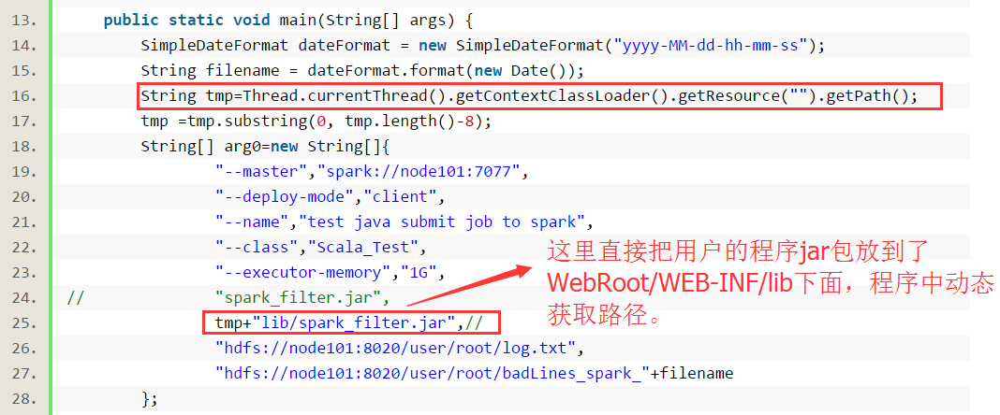 13. public static void main(String[] args) {
14. SimpleDateFormat dateFormat = new SimpleDateFormat("yyyy-MM-dd-hh-mm-ss");
15. String filename = dateFormat.format(new Date());
16. String tmp=Thread.currentThread().getContextClassLoader().getResource("").getPath();
17. tmp =tmp.substring(0, tmp.length()-8);
18. String[] arg0=new String[]{
19. "--master","spark://node101:7077",
20. "--deploy-mode","client",
21. "--name","test java submit job to spark",
22. "--class","Scala_Test",
23. "--executor-memory","1G",
24. // "spark_filter.jar",
25. tmp+"lib/spark_filter.jar",//
26. "hdfs://node101:8020/user/root/log.txt",
27. "hdfs://node101:8020/user/root/badLines_spark_"+filename
28. };
这里直接把用户的程序jar包放到了
WebRoot/WEB-INF/lib下面，程序中动态
获取路径。